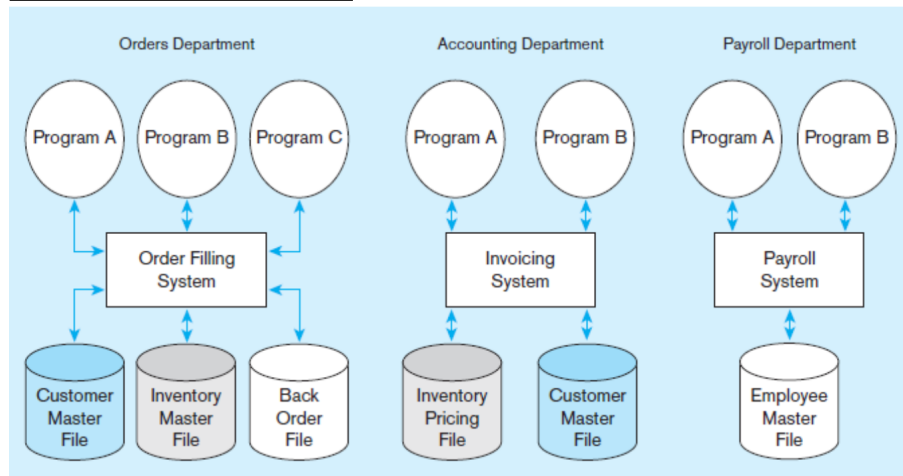 Orders Department
Accounting Department
Payroll Department
Program A
Program B
Program C
Program A
Program B
Program A
Program B
Order Filling
System
Invoicing
System
Payroll
System
Customer
Master
File
Inventory
Master
File
Back
Order
File
Inventory
Pricing
File
Customer
Master
File
Employee
Master
File